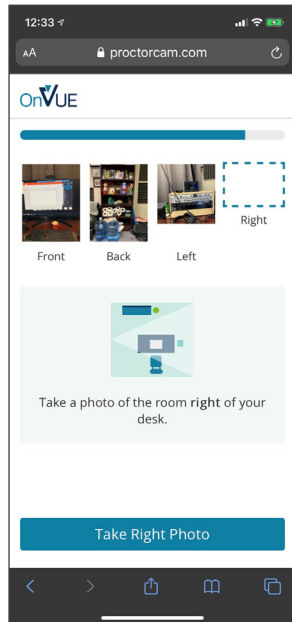 12:33
AA proctorcam.com
OnVUE
Right
Front Back Left
Take a photo of the room right of your
desk.
Take Right Photo